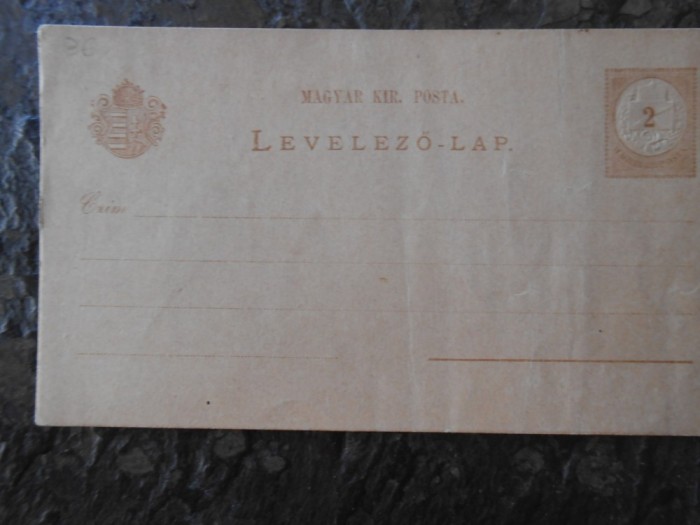 MAGYAR KIR. POSTA.
LEVELEZŐ-LAP.
2
Czím